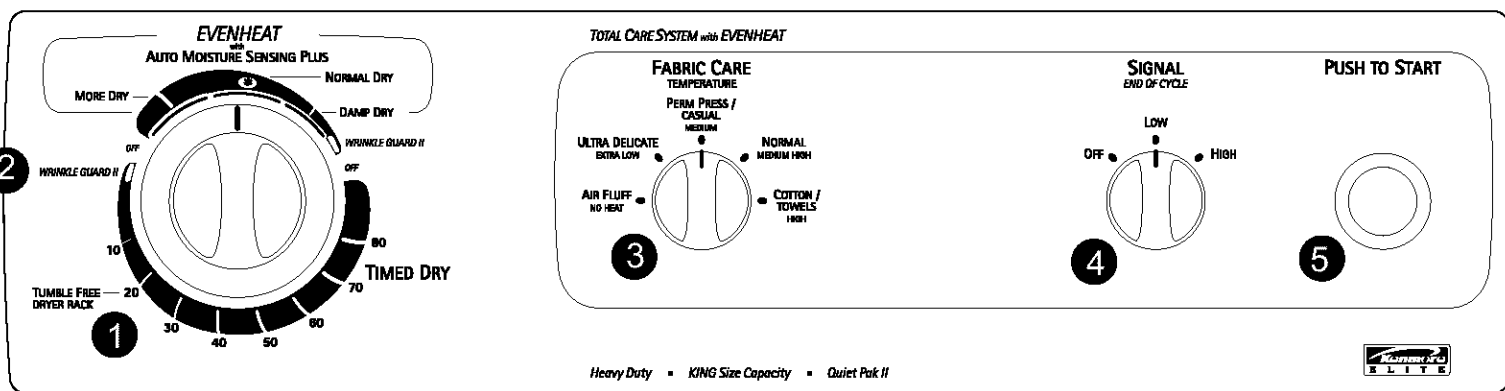 EVENHEAT
with
AUTO MOISTURE SENSING PLUS
NORMAL DRY
MORE DRY
DAMP DRY
OFF
WRINKLE GUARD II
2
WRINKLE GUARD II
OFF
10
20
30
40
50
60
70
80
TIMED DRY
TUMBLE FREE
DRYER RACK
1
TOTAL CARE SYSTEM with EVENHEAT
FABRIC CARE
TEMPERATURE
PERM PRESS /
CASUAL
MEDIUM
ULTRA DELICATE
EXTRA LOW
NORMAL
MEDIUM HIGH
AIR FLUFF
NO HEAT
COTTON /
TOWELS
HIGH
3
SIGNAL
END OF CYCLE
LOW
OFF
HIGH
4
PUSH TO START
5
Heavy Duty ▪ KING Size Capacity ▪ Quiet Pak II
Kenmore
ELITE